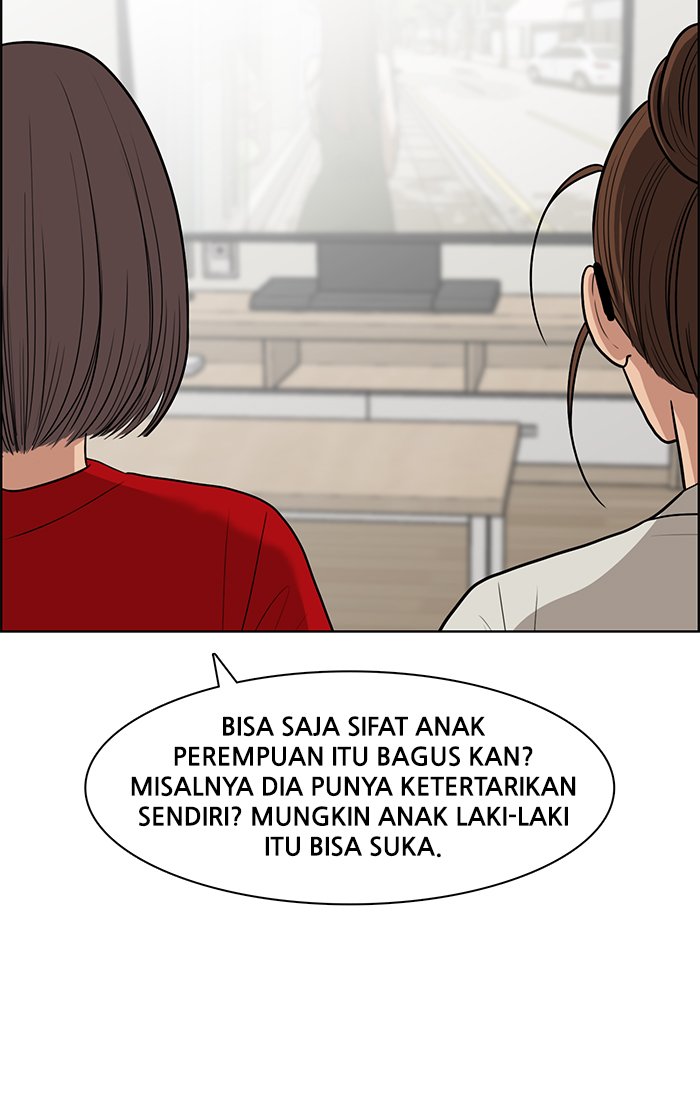 BISA SAJA SIFAT ANAK
PEREMPUAN ITU BAGUS KAN?
MISALNYA DIA PUNYA KETERTARIKAN
SENDIRI? MUNGKIN ANAK LAKI-LAKI
ITU BISA SUKA.